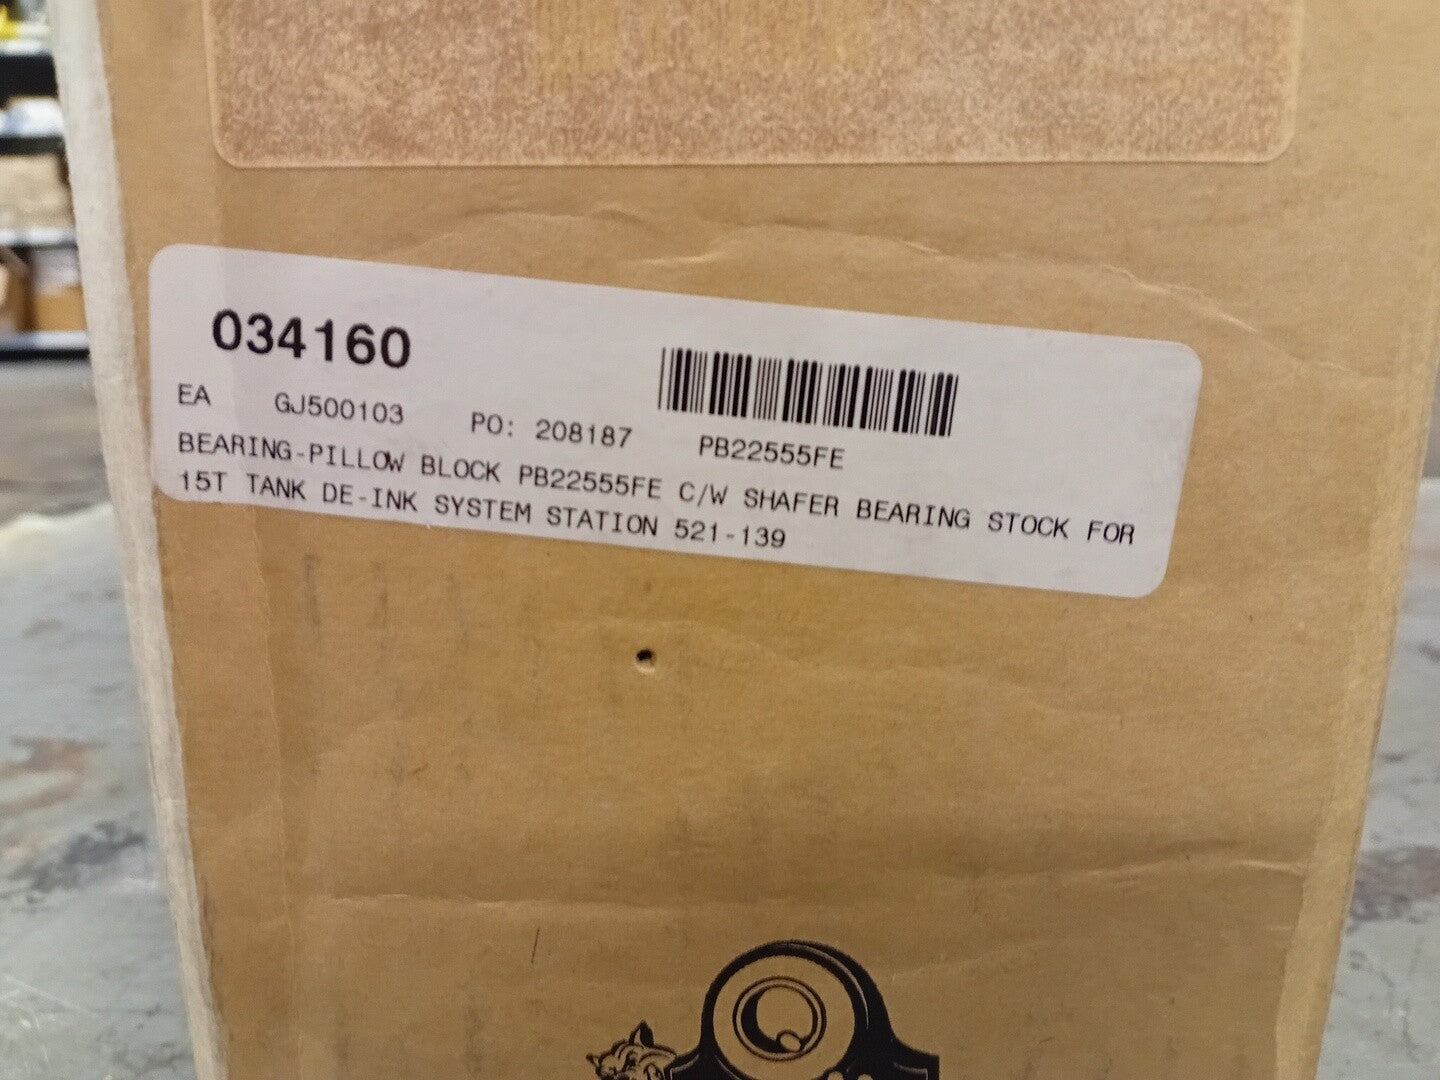 034160
EA GJ500103 PO: 208187 PB22555FE
BEARING-PILLOW BLOCK PB22555FE C/W SHAFER BEARING STOCK FOR
15T TANK DE-INK SYSTEM STATION 521-139